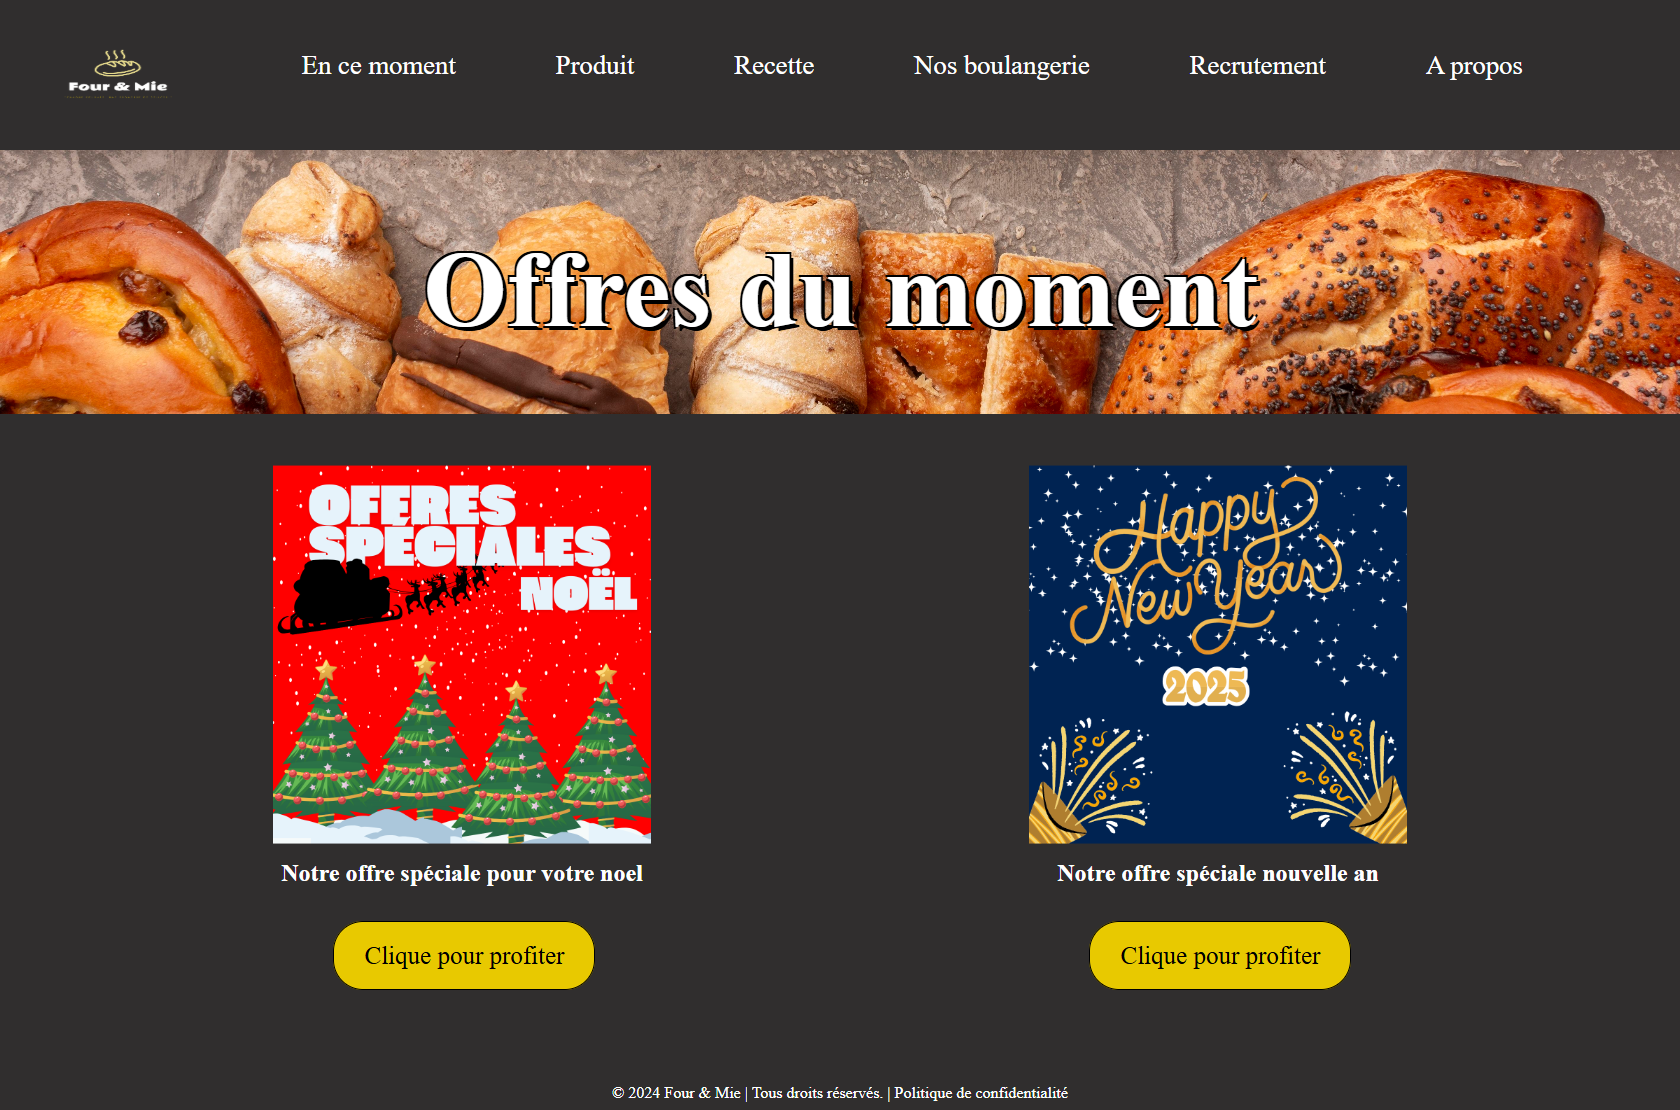 Four & Mie
En ce moment
Produit
Recette
Nos boulangerie
Recrutement
A propos
Offres du moment
OFFRES
SPÉCIALES
NOËL
Happy
New Year
2025
Notre offre spéciale pour votre noel
Notre offre spéciale nouvelle an
Clique pour profiter
Clique pour profiter
© 2024 Four & Mie | Tous droits réservés. | Politique de confidentialité